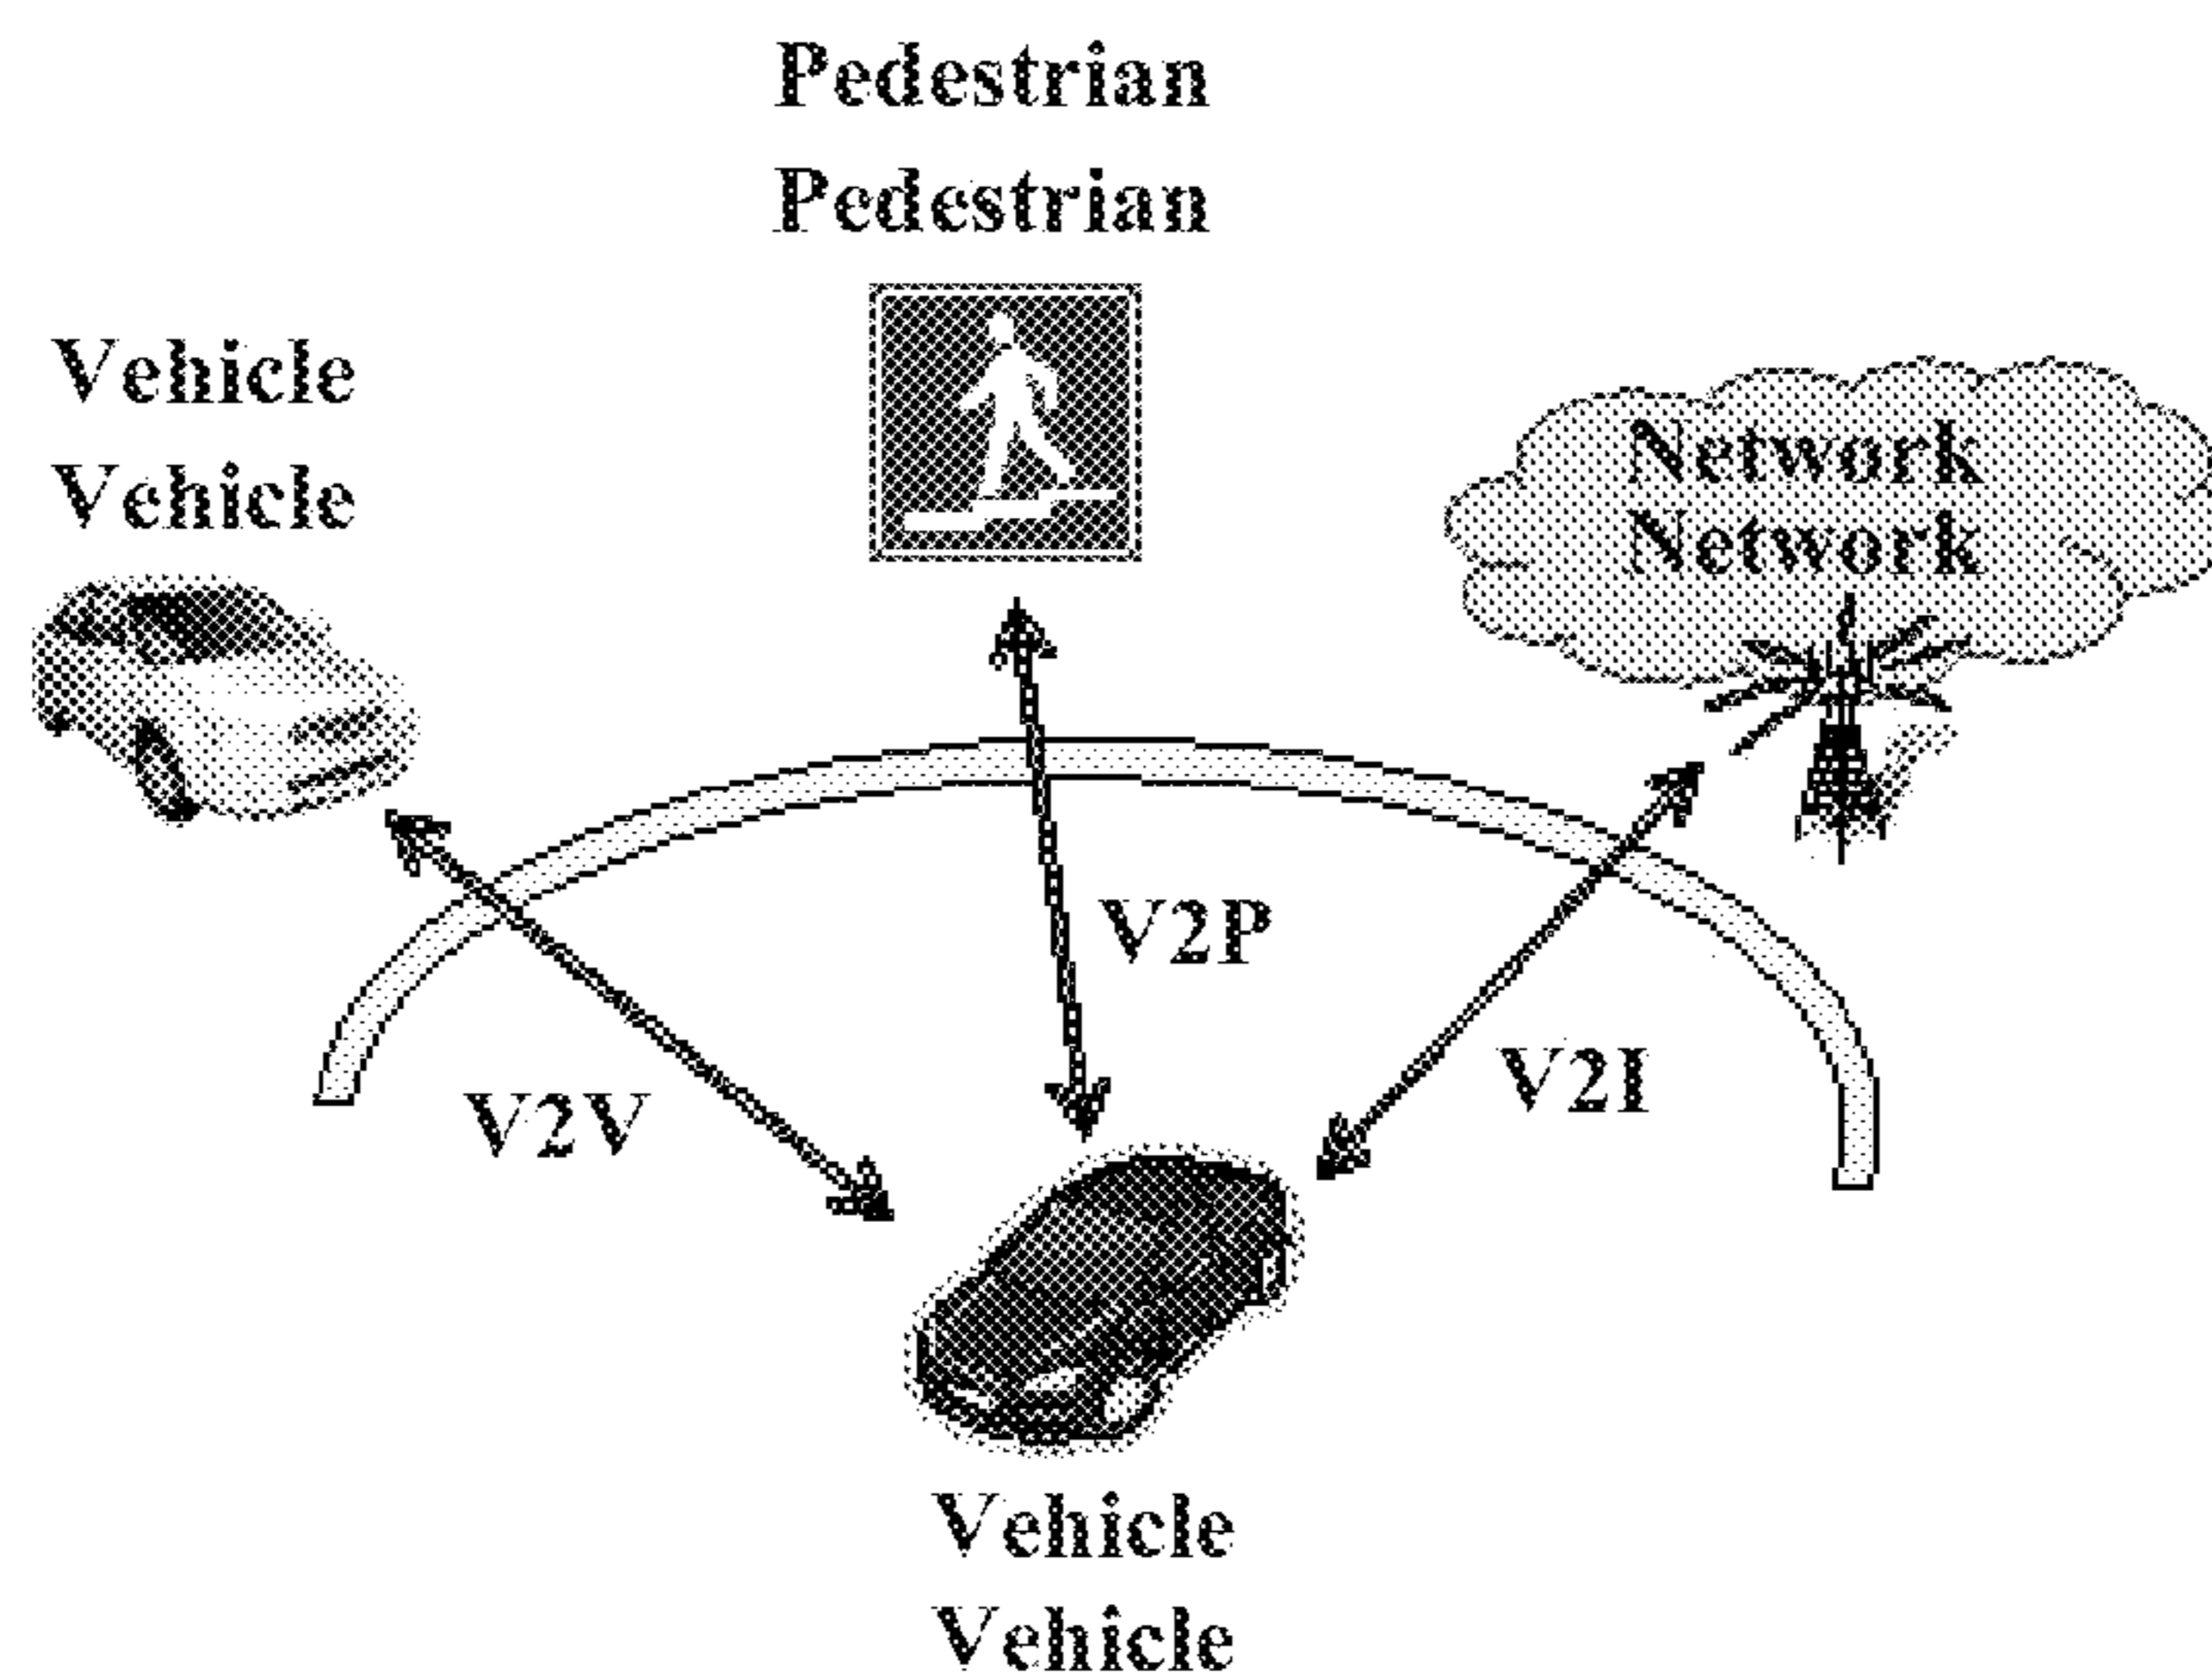 Pedestrian
Pedestrian
Vehicle
Vehicle
Network
Network
V2P
V2I
V2V
Vehicle
Vehicle